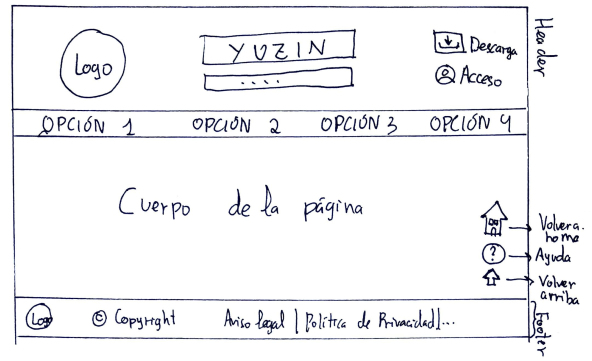 Logo
YUZIN
....
Descarga
Acceso
Header
OPCIÓN 1 OPCIÓN 2 OPCIÓN 3 OPCIÓN 4
Cuerpo de la página
Volver a
home
? Ayuda
Volver
arriba
Logo © Copyright Aviso legal | Política de Privacidad | ...
Footer